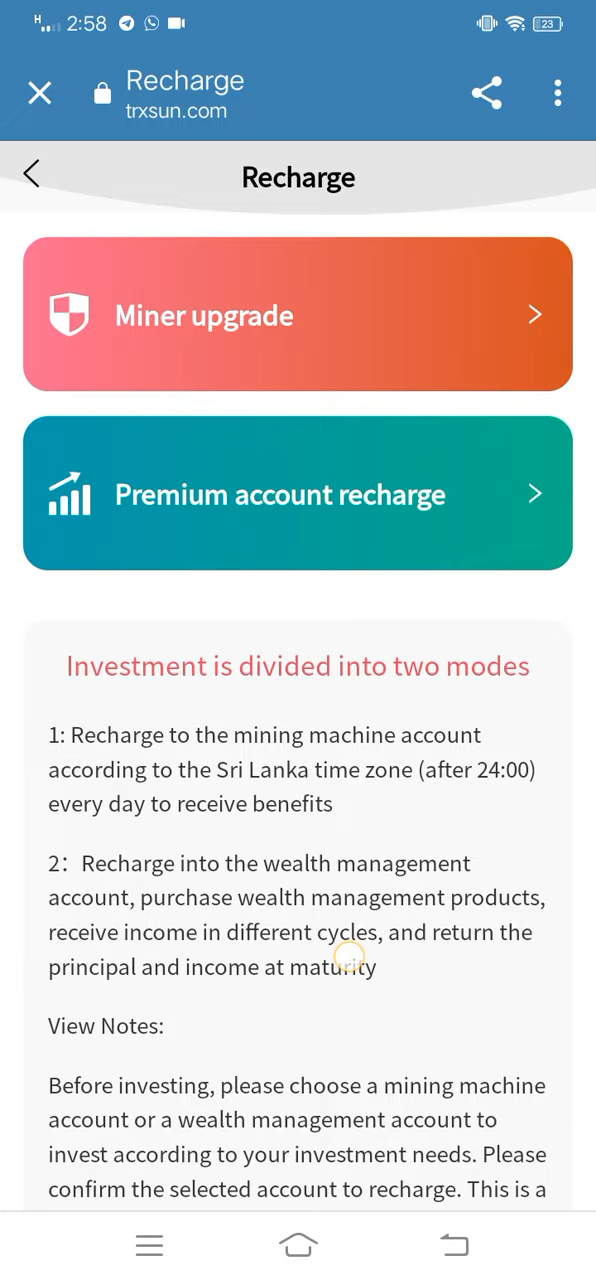 H 2:58 23
Recharge
trxsun.com
Recharge
Miner upgrade
Premium account recharge
Investment is divided into two modes
1: Recharge to the mining machine account
according to the Sri Lanka time zone (after 24:00)
every day to receive benefits
2：Recharge into the wealth management
account, purchase wealth management products,
receive income in different cycles, and return the
principal and income at maturity
View Notes:
Before investing, please choose a mining machine
account or a wealth management account to
invest according to your investment needs. Please
confirm the selected account to recharge. This is a